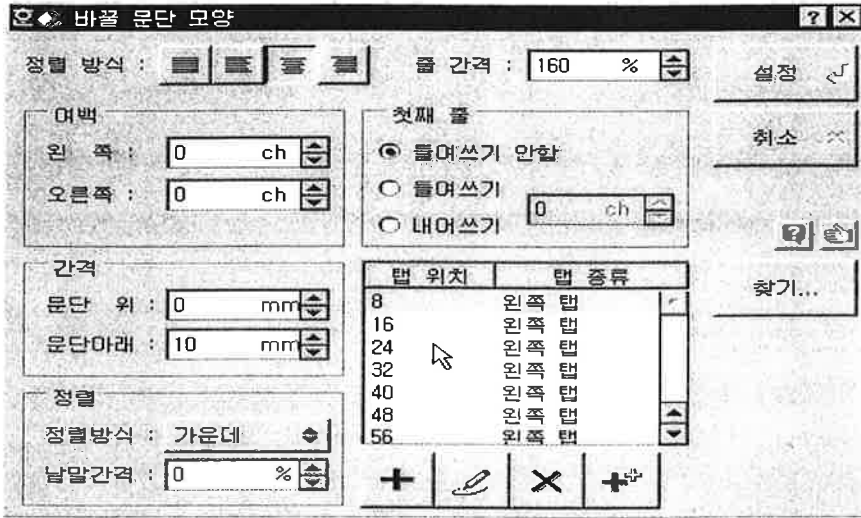 바꿀 문단 모양
정렬 방식 : 줄 간격 : 160 %
설정
여백
왼 쪽 : 0 ch
오른쪽 : 0 ch
첫째 줄
들여쓰기 안함
들여쓰기
내어쓰기
0 ch
취소
간격
문단 위 : 0 mm
문단아래 : 10 mm
탭 위치 탭 종류
8 왼쪽 탭
16 왼쪽 탭
24 왼쪽 탭
32 왼쪽 탭
40 왼쪽 탭
48 왼쪽 탭
56 왼쪽 탭
찾기...
정렬
정렬방식 : 가운데
낱말간격 : 0 %